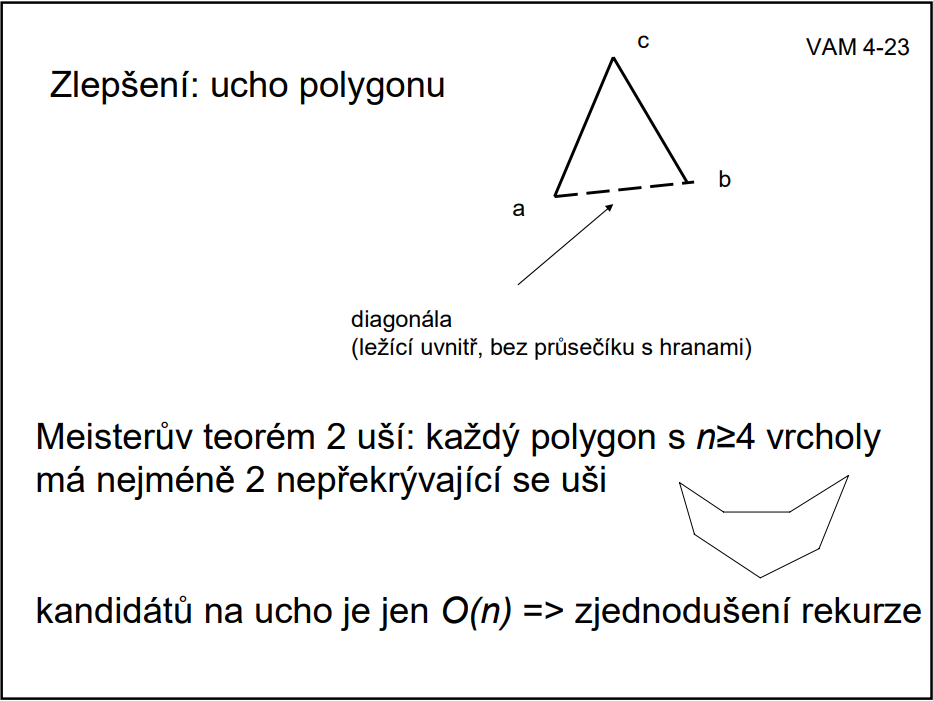 VAM 4-23
Zlepšení: ucho polygonu
c
b
a
diagonála
(ležící uvnitř, bez průsečíku s hranami)
Meisterův teorém 2 uší: každý polygon s n≥4 vrcholy
má nejméně 2 nepřekrývající se uši
kandidátů na ucho je jen O(n) => zjednodušení rekurze